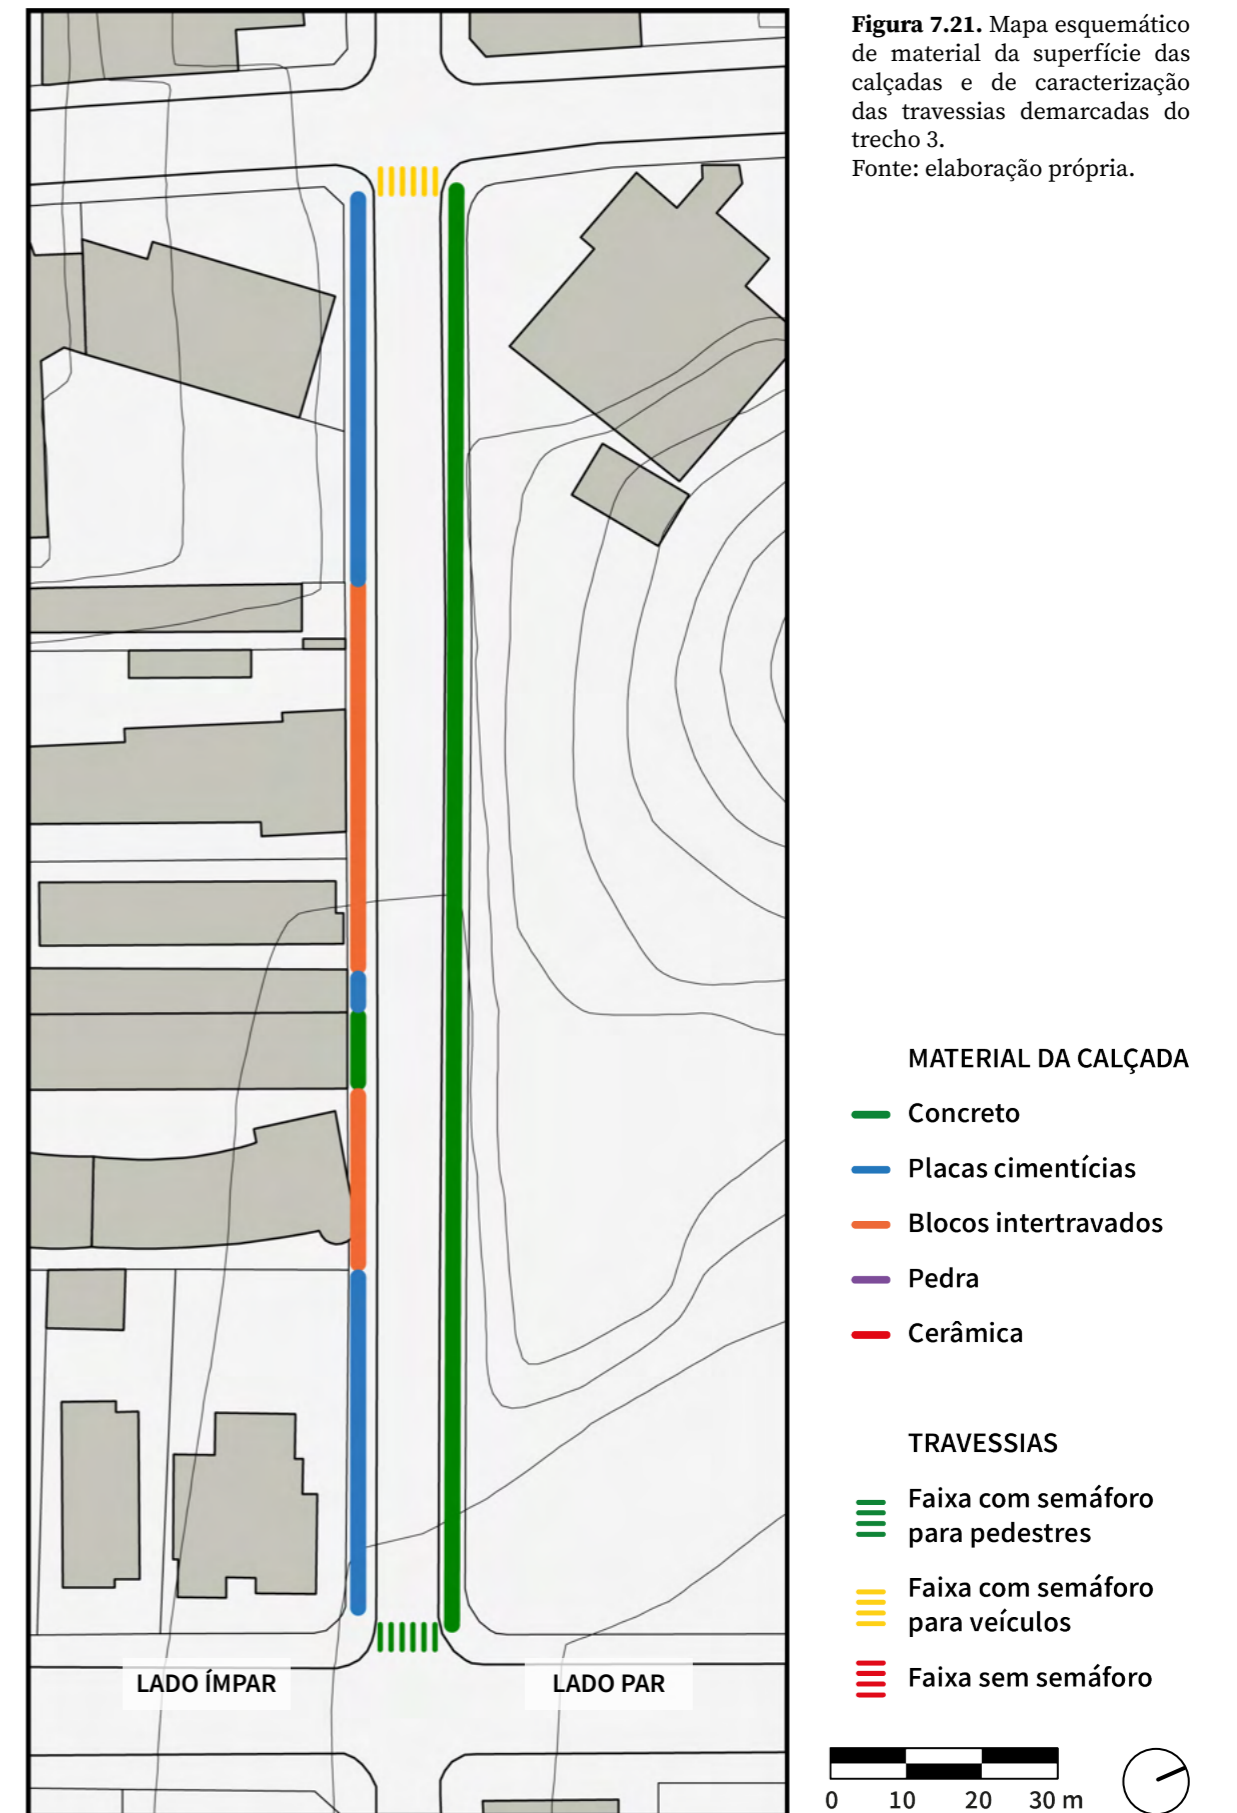 Figura 7.21. Mapa esquemático
de material da superfície das
calçadas e de caracterização
das travessias demarcadas do
trecho 3.
Fonte: elaboração própria.
MATERIAL DA CALÇADA
Concreto
Placas cimentícias
Blocos intertravados
Pedra
Cerâmica
TRAVESSIAS
Faixa com semáforo
para pedestres
Faixa com semáforo
para veículos
Faixa sem semáforo
LADO ÍMPAR
LADO PAR
0 10 20 30 m